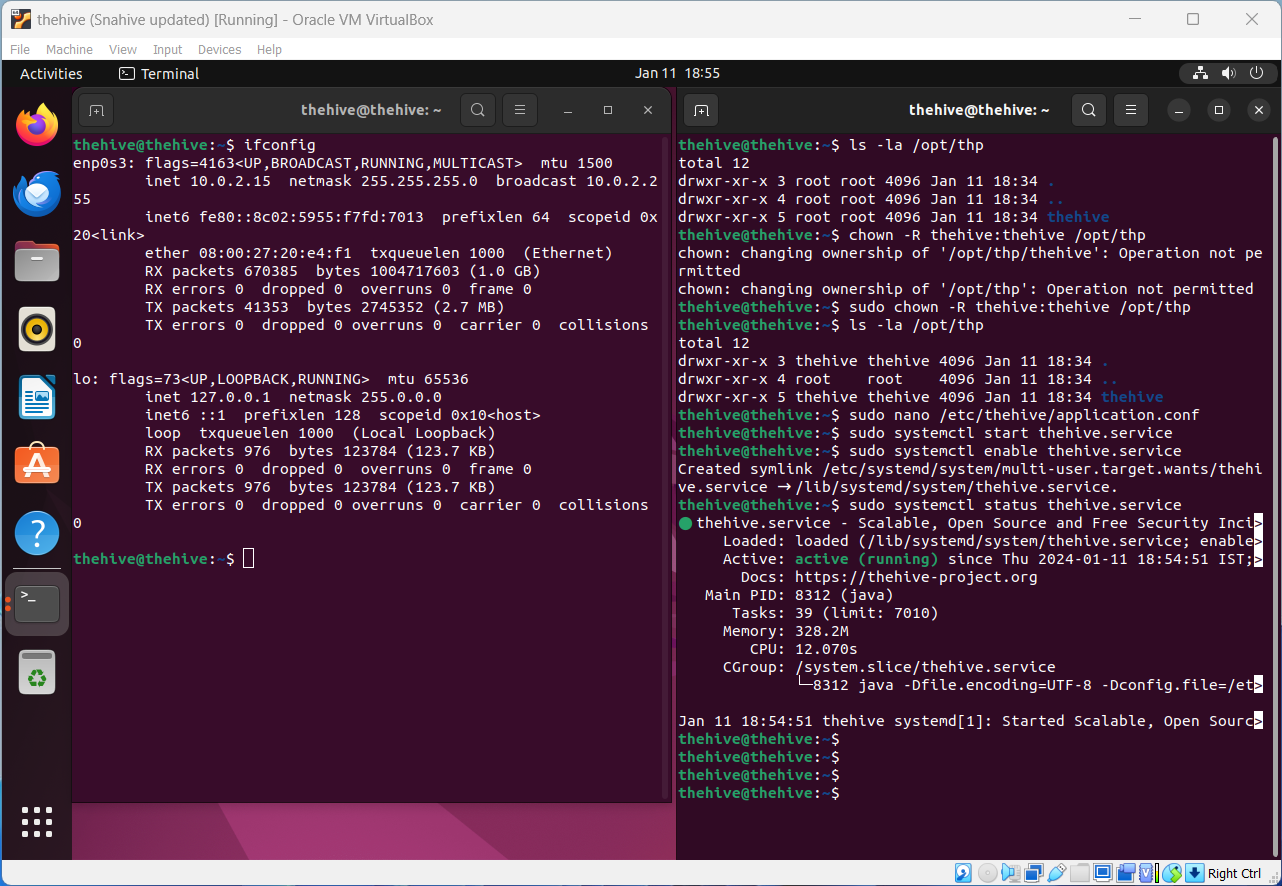 thehive (Snahive updated) [Running] - Oracle VM VirtualBox
File Machine View Input Devices Help
Activities Terminal Jan 11 18:55
thehive@thehive: ~
thehive@thehive:~$ ifconfig
enp0s3: flags=4163<UP,BROADCAST,RUNNING,MULTICAST>  mtu 1500
        inet 10.0.2.15  netmask 255.255.255.0  broadcast 10.0.2.2
55
        inet6 fe80::8c02:5955:f7fd:7013  prefixlen 64  scopeid 0x
20<link>
        ether 08:00:27:20:e4:f1  txqueuelen 1000  (Ethernet)
        RX packets 670385  bytes 1004717603 (1.0 GB)
        RX errors 0  dropped 0  overruns 0  frame 0
        TX packets 41353  bytes 2745352 (2.7 MB)
        TX errors 0  dropped 0 overruns 0  carrier 0  collisions
0
lo: flags=73<UP,LOOPBACK,RUNNING>  mtu 65536
        inet 127.0.0.1  netmask 255.0.0.0
        inet6 ::1  prefixlen 128  scopeid 0x10<host>
        loop  txqueuelen 1000  (Local Loopback)
        RX packets 976  bytes 123784 (123.7 KB)
        RX errors 0  dropped 0  overruns 0  frame 0
        TX packets 976  bytes 123784 (123.7 KB)
        TX errors 0  dropped 0 overruns 0  carrier 0  collisions
0
thehive@thehive:~$
thehive@thehive: ~
thehive@thehive:~$ ls -la /opt/thp
total 12
drwxr-xr-x 3 root root 4096 Jan 11 18:34 .
drwxr-xr-x 4 root root 4096 Jan 11 18:34 ..
drwxr-xr-x 5 root root 4096 Jan 11 18:34 thehive
thehive@thehive:~$ chown -R thehive:thehive /opt/thp
chown: changing ownership of '/opt/thp/thehive': Operation not pe
rmitted
chown: changing ownership of '/opt/thp': Operation not permitted
thehive@thehive:~$ sudo chown -R thehive:thehive /opt/thp
thehive@thehive:~$ ls -la /opt/thp
total 12
drwxr-xr-x 3 thehive thehive 4096 Jan 11 18:34 .
drwxr-xr-x 4 root    root    4096 Jan 11 18:34 ..
drwxr-xr-x 5 thehive thehive 4096 Jan 11 18:34 thehive
thehive@thehive:~$ sudo nano /etc/thehive/application.conf
thehive@thehive:~$ sudo systemctl start thehive.service
thehive@thehive:~$ sudo systemctl enable thehive.service
Created symlink /etc/systemd/system/multi-user.target.wants/thehi
ve.service → /lib/systemd/system/thehive.service.
thehive@thehive:~$ sudo systemctl status thehive.service
● thehive.service - Scalable, Open Source and Free Security Inci>
     Loaded: loaded (/lib/systemd/system/thehive.service; enable>
     Active: active (running) since Thu 2024-01-11 18:54:51 IST;>
       Docs: https://thehive-project.org
   Main PID: 8312 (java)
      Tasks: 39 (limit: 7010)
     Memory: 328.2M
        CPU: 12.070s
     CGroup: /system.slice/thehive.service
             └─8312 java -Dfile.encoding=UTF-8 -Dconfig.file=/et>
Jan 11 18:54:51 thehive systemd[1]: Started Scalable, Open Sourc>
thehive@thehive:~$
thehive@thehive:~$
thehive@thehive:~$
thehive@thehive:~$
Right Ctrl